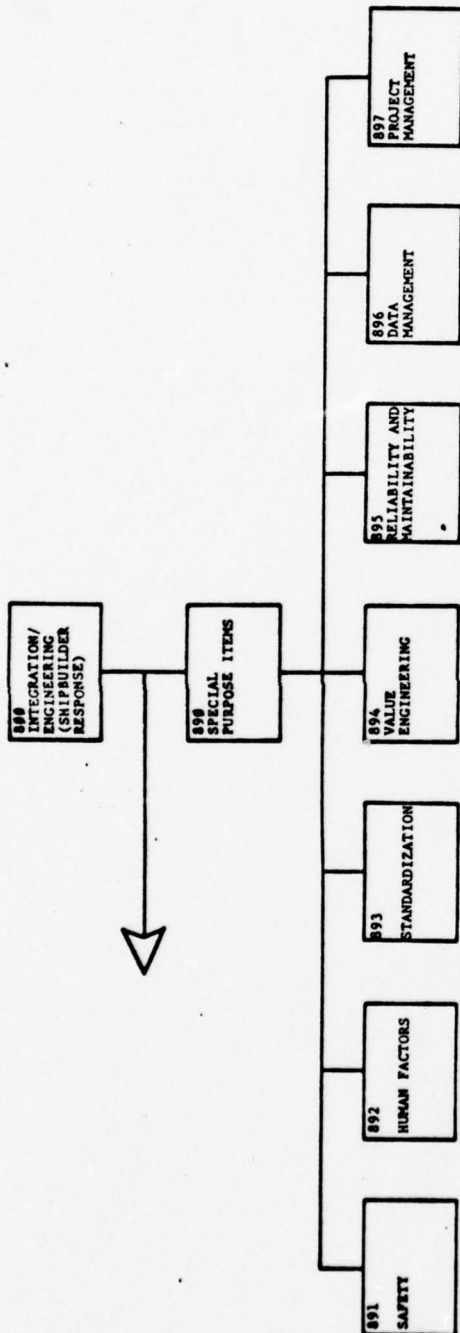 800
INTEGRATION/
ENGINEERING
(SHIPBUILDER
RESPONSE)
890
SPECIAL
PURPOSE ITEMS
891
SAFETY
892
HUMAN FACTORS
893
STANDARDIZATION
894
VALUE
ENGINEERING
895
RELIABILITY AND
MAINTAINABILITY
896
DATA
MANAGEMENT
897
PROJECT
MANAGEMENT